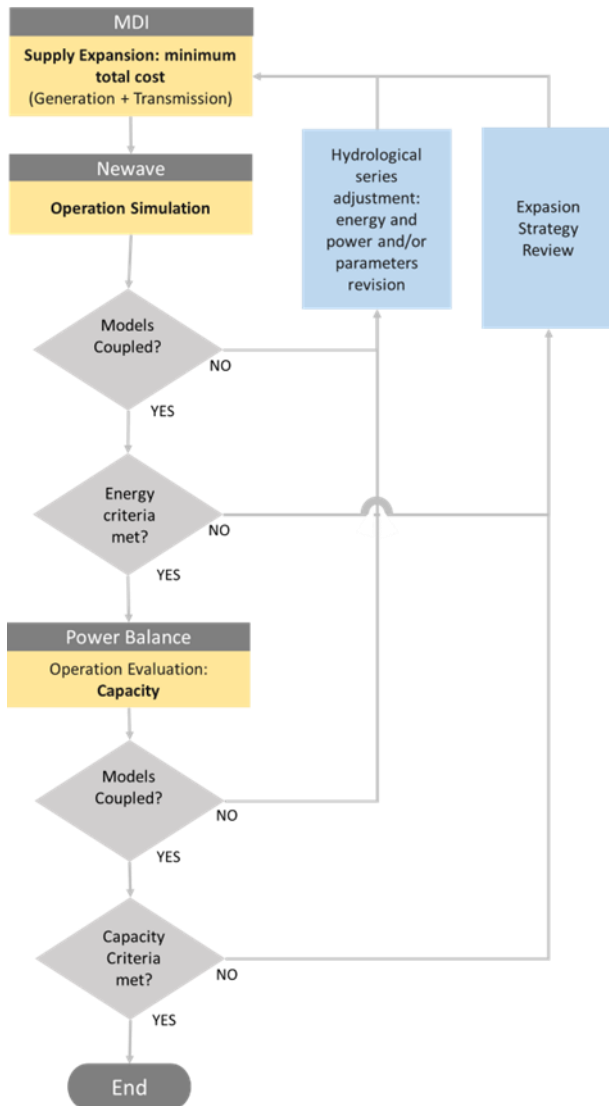 MDI
Supply Expansion: minimum
total cost
(Generation + Transmission)
Newave
Operation Simulation
Hydrological
series
adjustment:
energy and
power and/or
parameters
revision
Expasion
Strategy
Review
Models
Coupled?
NO
YES
Energy
criteria
met?
NO
YES
Power Balance
Operation Evaluation:
Capacity
Models
Coupled?
NO
YES
Capacity
Criteria
met?
NO
YES
End